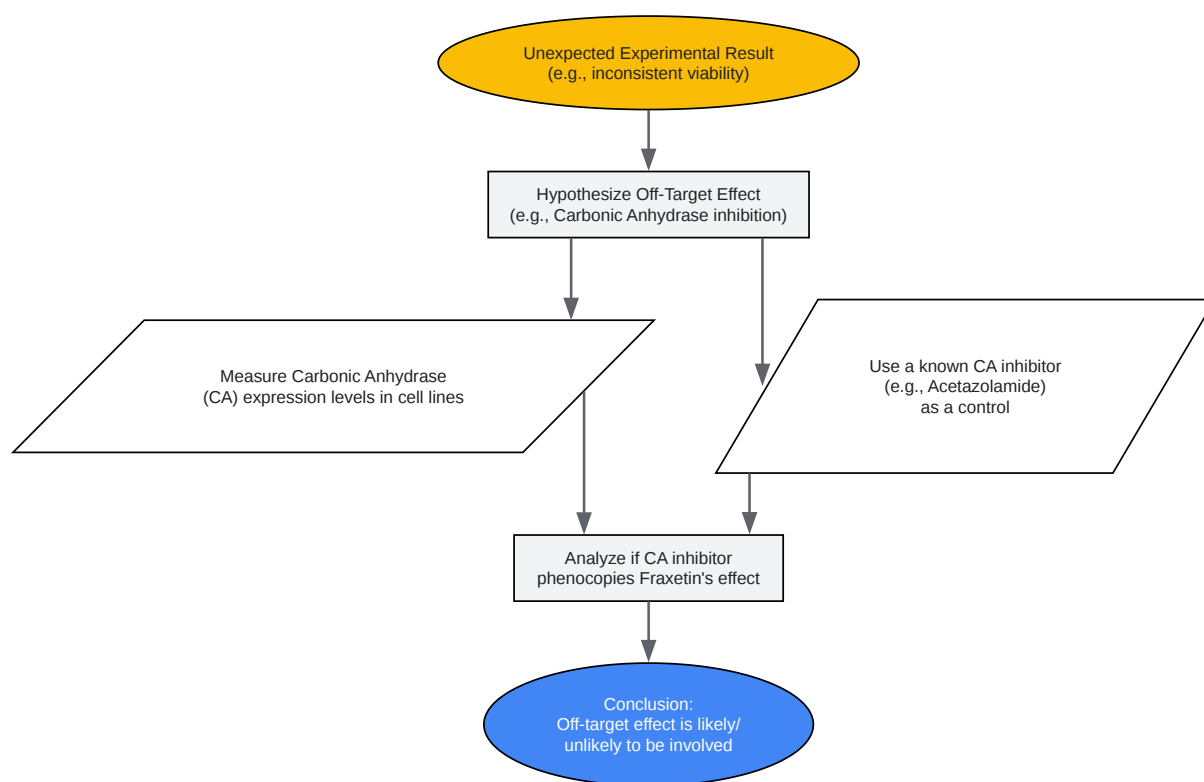 Unexpected Experimental Result
(e.g., inconsistent viability)
Hypothesize Off-Target Effect
(e.g., Carbonic Anhydrase inhibition)
Measure Carbonic Anhydrase
(CA) expression levels in cell lines
Use a known CA inhibitor
(e.g., Acetazolamide)
as a control
Analyze if CA inhibitor
phenocopies Fraxetin's effect
Conclusion:
Off-target effect is likely/
unlikely to be involved